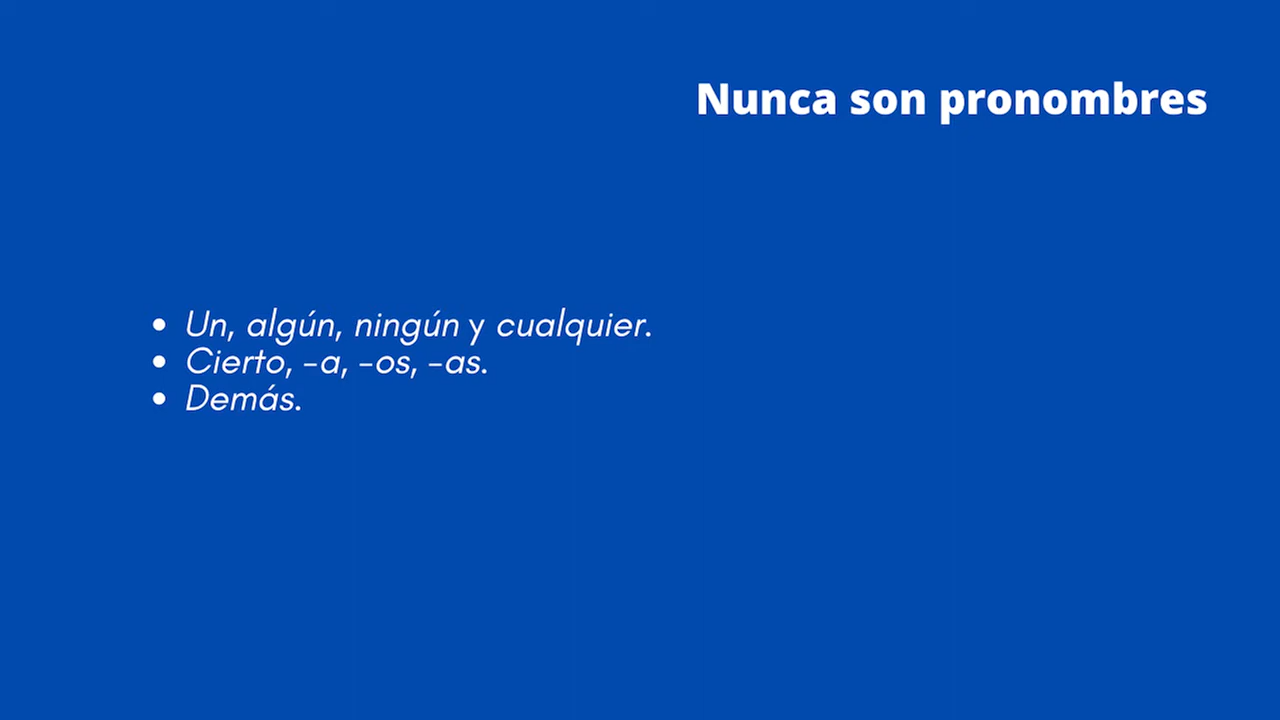 Nunca son pronombres
• Un, algún, ningún y cualquier.
• Cierto, -a, -os, -as.
• Demás.